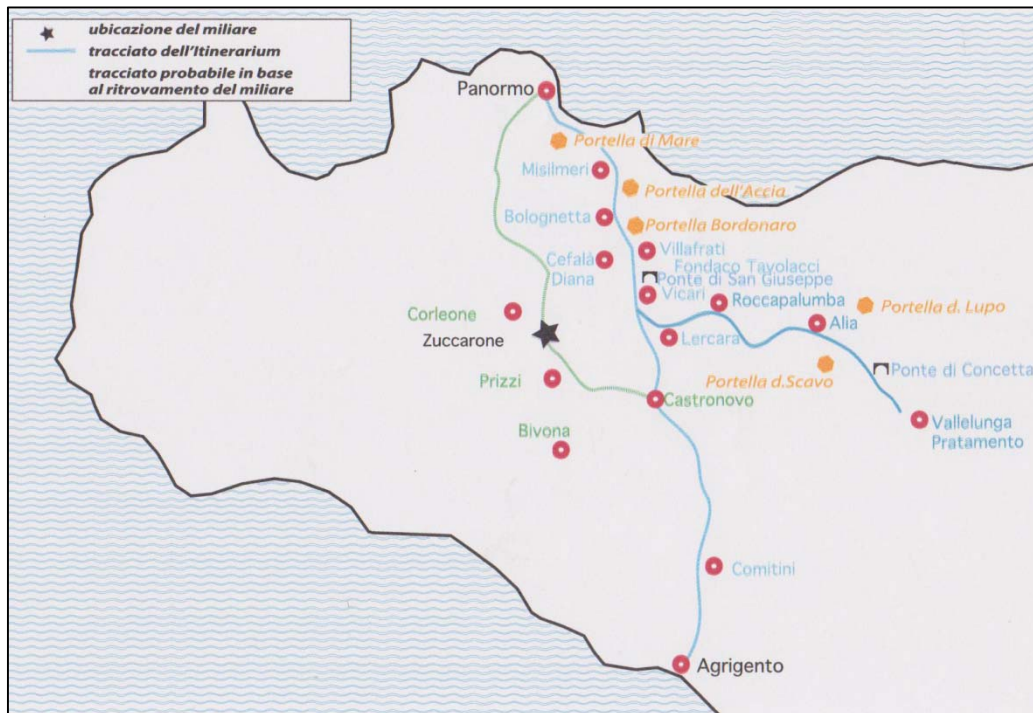 ubicazione del miliare
tracciato dell'Itinerarium
tracciato probabile in base
al ritrovamento del miliare
Panormo
Portella di Mare
Misilmeri
Portella dell'Accia
Bolognetta
Portella Bordonaro
Villafrati
Cefalà
Diana
Fondaco Tavolacci
Ponte di San Giuseppe
Vicari
Roccapalumba
Portella d. Lupo
Corleone
Alia
Zuccarone
Lercara
Prizzi
Portella d.Scavo
Ponte di Concetta
Castronovo
Bivona
Vallelunga
Pratamento
Comitini
Agrigento